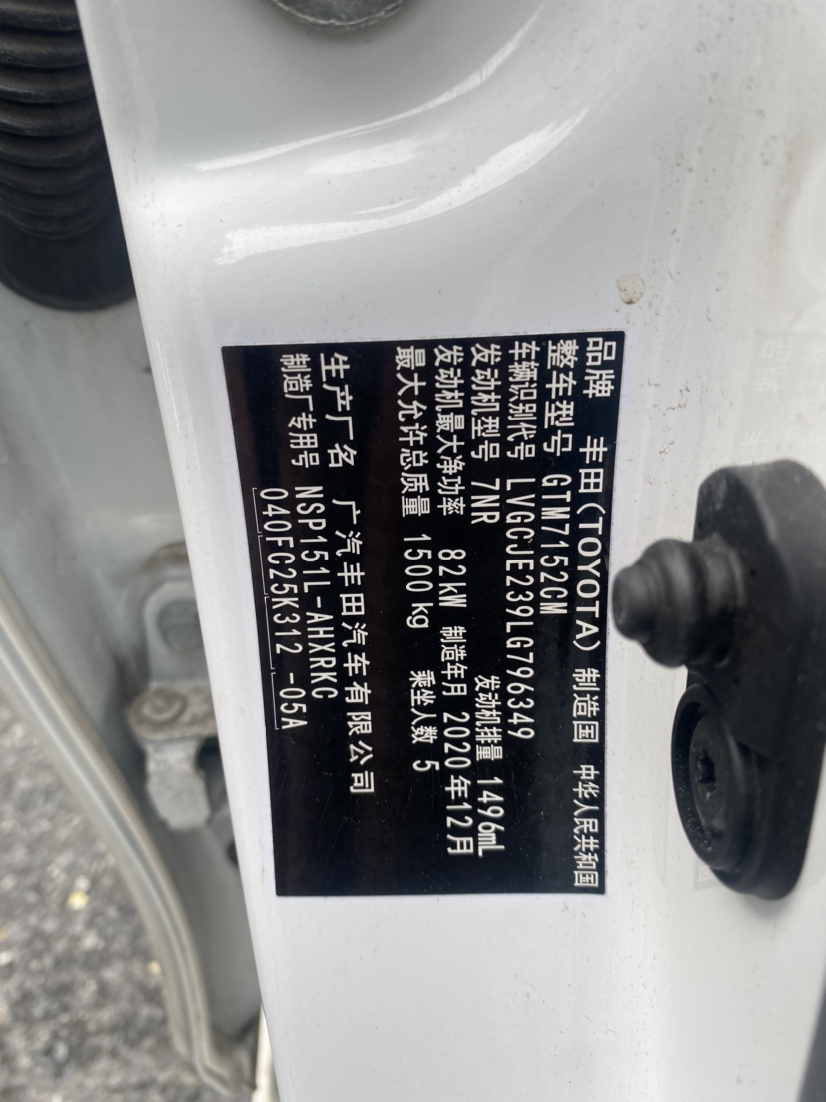 品牌 丰田(TOYOTA) 制造国 中华人民共和国
整车型号 GTM7152CM
车辆识别代号 LVGCJE239LG796349
发动机型号 7NR 发动机排量 1496mL
发动机最大净功率 82kW 制造年月 2020年12月
最大允许总质量 1500kg 乘坐人数 5
生产厂名 广汽丰田汽车有限公司
制造厂专用号 NSP151L-AHXRKC
040FC25K312-05A